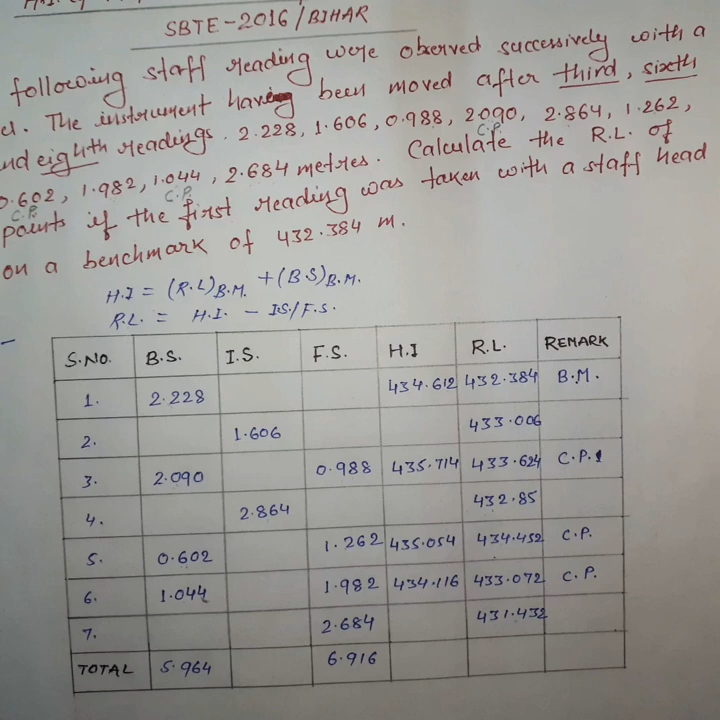 SBTE-2016/BIHAR
following staff reading were observed successively with a
The instrument having been moved after third, sixeth
nd eighth readings. 2.228, 1.606, 0.988, 2.090, 2.864, 1.262,
C.P.
0.602, 1.982, 1.044, 2.684 metres. Calculate the R.L. of
C.P. C.P.
points if the first reading was taken with a staff head
on a benchmark of 432.384 m.
H.I = (R.L)B.M. + (B.S)B.M.
R.L. = H.I. - I.S./F.S.
S.NO. B.S. I.S. F.S. H.I R.L. REMARK
1. 2.228 434.612 432.384 B.M.
2. 1.606 433.006
3. 2.090 0.988 435.714 433.624 C.P.
4. 2.864 432.85
5. 0.602 1.262 435.054 434.452 C.P.
6. 1.044 1.982 434.116 433.072 C.P.
7. 2.684 431.432
TOTAL 5.964 6.916